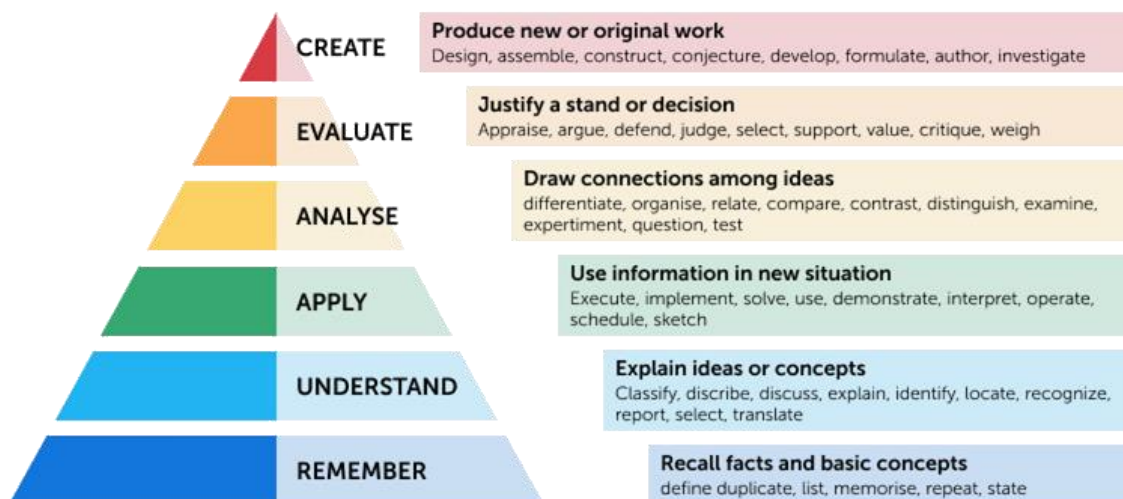 CREATE
Produce new or original work
Design, assemble, construct, conjecture, develop, formulate, author, investigate
EVALUATE
Justify a stand or decision
Appraise, argue, defend, judge, select, support, value, critique, weigh
ANALYSE
Draw connections among ideas
differentiate, organise, relate, compare, contrast, distinguish, examine,
expertiment, question, test
APPLY
Use information in new situation
Execute, implement, solve, use, demonstrate, interpret, operate,
schedule, sketch
UNDERSTAND
Explain ideas or concepts
Classify, discribe, discuss, explain, identify, locate, recognize,
report, select, translate
REMEMBER
Recall facts and basic concepts
define duplicate, list, memorise, repeat, state